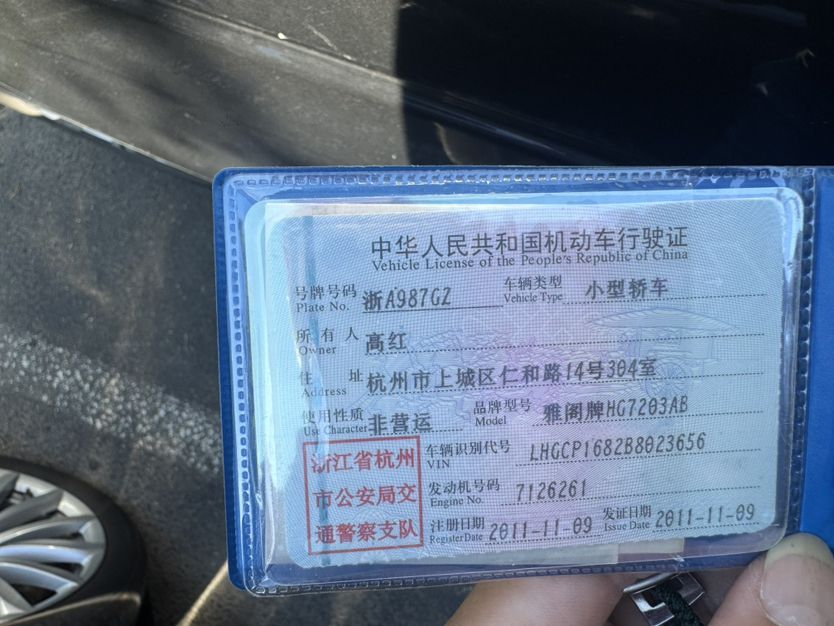 中华人民共和国机动车行驶证
Vehicle License of the People's Republic of China
号牌号码 浙A987GZ 车辆类型 小型轿车
Plate No. Vehicle Type
所有人 高红
Owner
住址 杭州市上城区仁和路14号304室
Address
使用性质 非营运 品牌型号 雅阁牌HG7203AB
Use Character Model
浙江省杭州
市公安局交
通警察支队
车辆识别代号 LHGCP1682B8023656
VIN
发动机号码 7126261
Engine No.
注册日期 2011-11-09 发证日期 2011-11-09
Register Date Issue Date